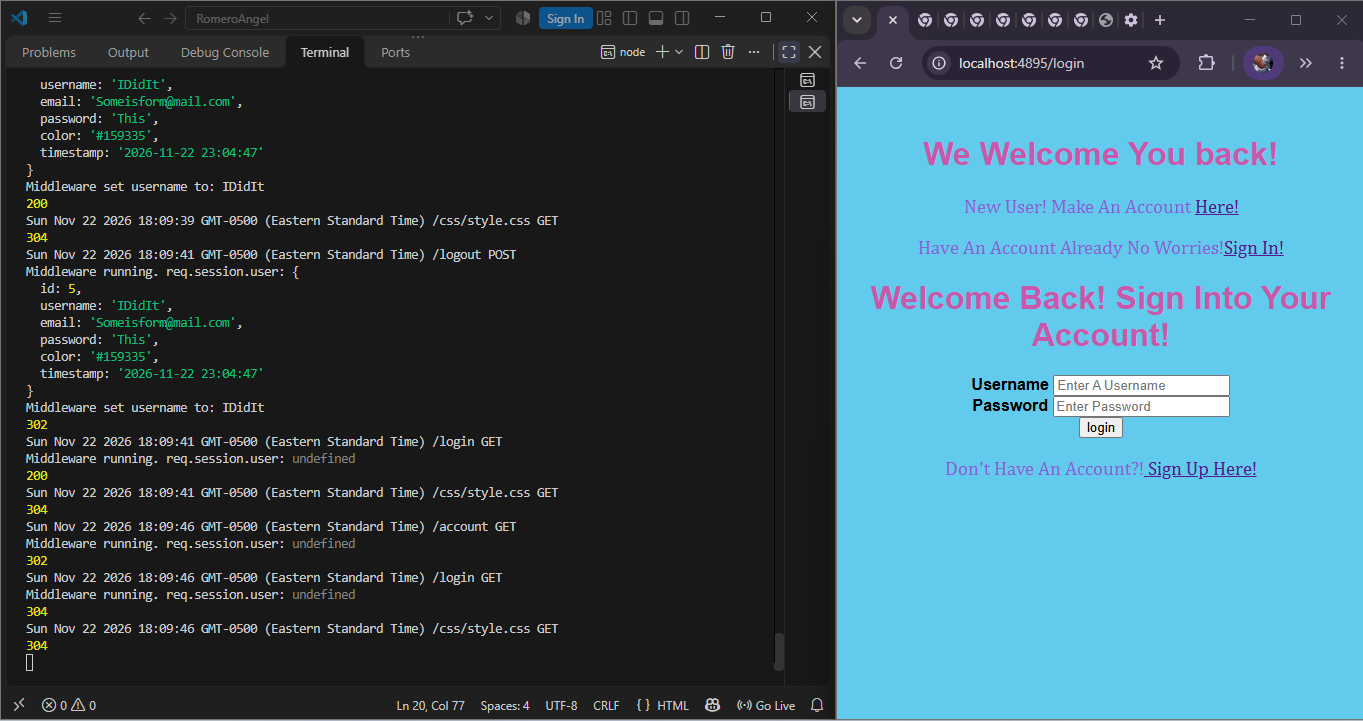 RomeroAngel
Sign In
Problems Output Debug Console Terminal Ports
node
username: 'IDidIt',
email: 'Someisform@mail.com',
password: 'This',
color: '#159335',
timestamp: '2026-11-22 23:04:47'
}
Middleware set username to: IDidIt
200
Sun Nov 22 2026 18:09:39 GMT-0500 (Eastern Standard Time) /css/style.css GET
304
Sun Nov 22 2026 18:09:41 GMT-0500 (Eastern Standard Time) /logout POST
Middleware running. req.session.user: {
id: 5,
username: 'IDidIt',
email: 'Someisform@mail.com',
password: 'This',
color: '#159335',
timestamp: '2026-11-22 23:04:47'
}
Middleware set username to: IDidIt
302
Sun Nov 22 2026 18:09:41 GMT-0500 (Eastern Standard Time) /login GET
Middleware running. req.session.user: undefined
200
Sun Nov 22 2026 18:09:41 GMT-0500 (Eastern Standard Time) /css/style.css GET
304
Sun Nov 22 2026 18:09:46 GMT-0500 (Eastern Standard Time) /account GET
Middleware running. req.session.user: undefined
302
Sun Nov 22 2026 18:09:46 GMT-0500 (Eastern Standard Time) /login GET
Middleware running. req.session.user: undefined
304
Sun Nov 22 2026 18:09:46 GMT-0500 (Eastern Standard Time) /css/style.css GET
304
0 0 Ln 20, Col 77 Spaces: 4 UTF-8 CRLF { } HTML Go Live
localhost:4895/login
We Welcome You back!
New User! Make An Account Here!
Have An Account Already No Worries!Sign In!
Welcome Back! Sign Into Your
Account!
Username Enter A Username
Password Enter Password
login
Don't Have An Account?! Sign Up Here!